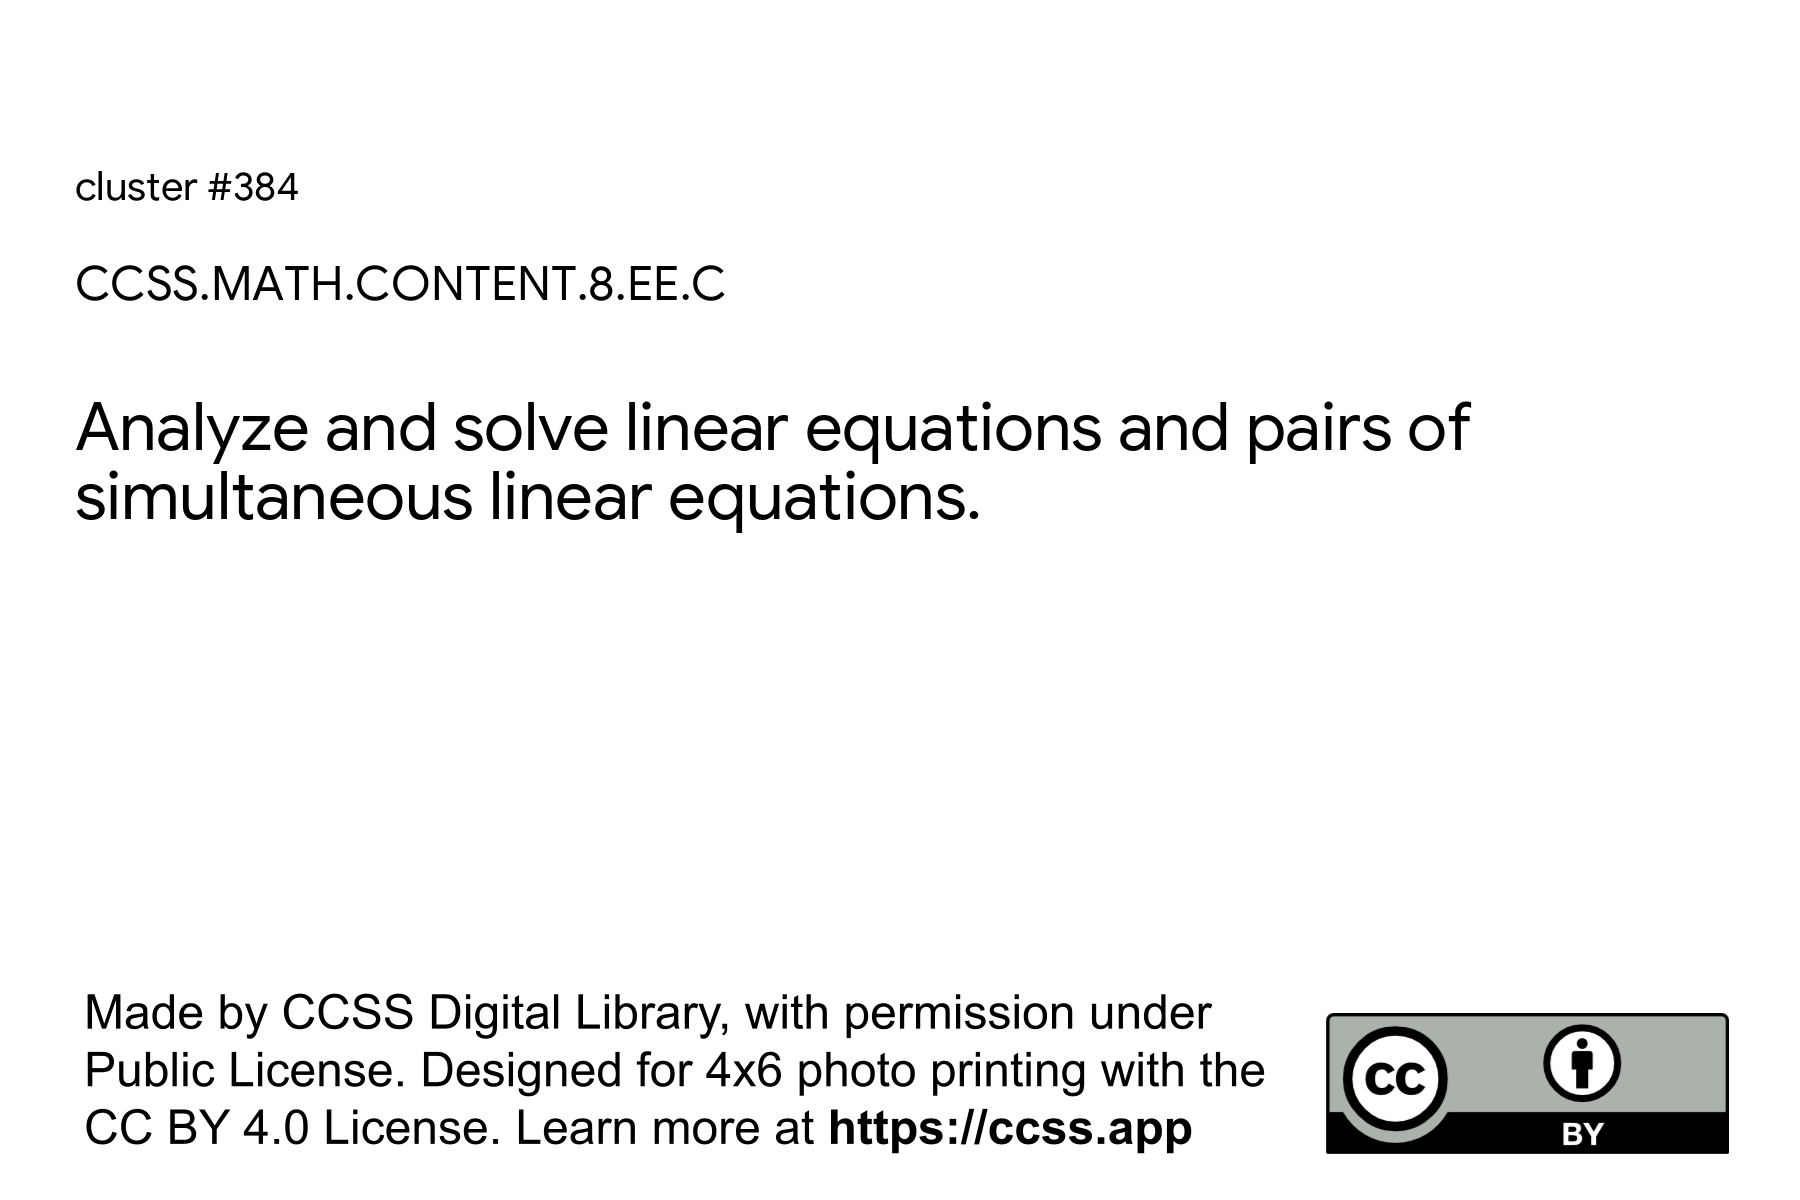 cluster #384
CCSS.MATH.CONTENT.8.EE.C
Analyze and solve linear equations and pairs of
simultaneous linear equations.
Made by CCSS Digital Library, with permission under
Public License. Designed for 4x6 photo printing with the
CC BY 4.0 License. Learn more at https://ccss.app
CC
BY